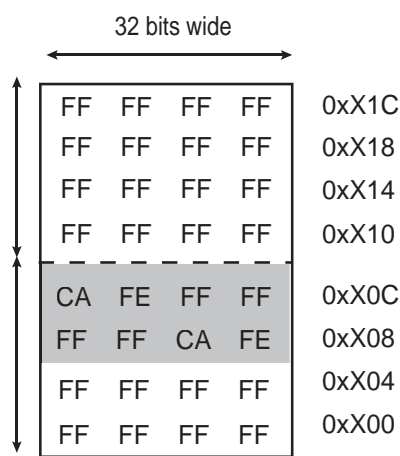 32 bits wide
FF FF FF FF 0xX1C
FF FF FF FF 0xX18
FF FF FF FF 0xX14
FF FF FF FF 0xX10
CA FE FF FF 0xX0C
FF FF CA FE 0xX08
FF FF FF FF 0xX04
FF FF FF FF 0xX00